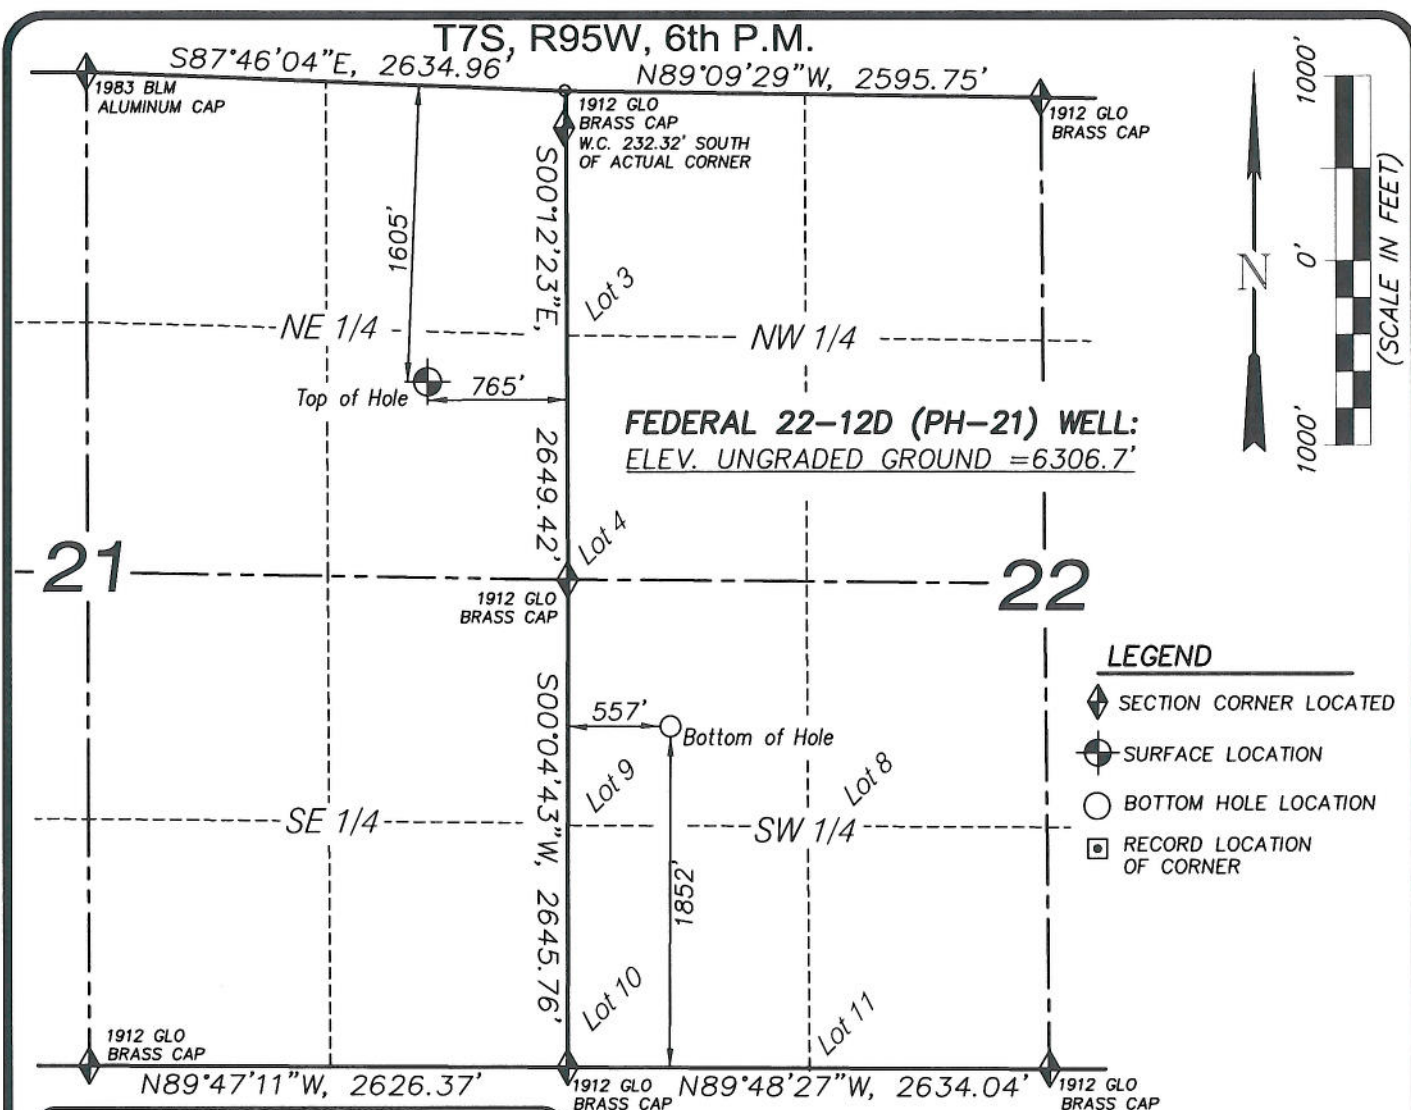 T7S, R95W, 6th P.M.
S87°46'04"E, 2634.96'
N89°09'29"W, 2595.75'
1983 BLM
ALUMINUM CAP
1912 GLO
BRASS CAP
W.C. 232.32' SOUTH
OF ACTUAL CORNER
1912 GLO
BRASS CAP
1000'
0'
1000'
(SCALE IN FEET)
N
1605'
S00°12'23"E, 2649.42'
Lot 3
NE 1/4
NW 1/4
Top of Hole
765'
FEDERAL 22-12D (PH-21) WELL:
ELEV. UNGRADED GROUND =6306.7'
Lot 4
21
22
1912 GLO
BRASS CAP
LEGEND
SECTION CORNER LOCATED
SURFACE LOCATION
BOTTOM HOLE LOCATION
RECORD LOCATION
OF CORNER
S00°04'43"W, 2645.76'
557'
Bottom of Hole
Lot 9
Lot 8
SE 1/4
SW 1/4
1852'
Lot 10
Lot 11
1912 GLO
BRASS CAP
N89°47'11"W, 2626.37'
1912 GLO
BRASS CAP
N89°48'27"W, 2634.04'
1912 GLO
BRASS CAP